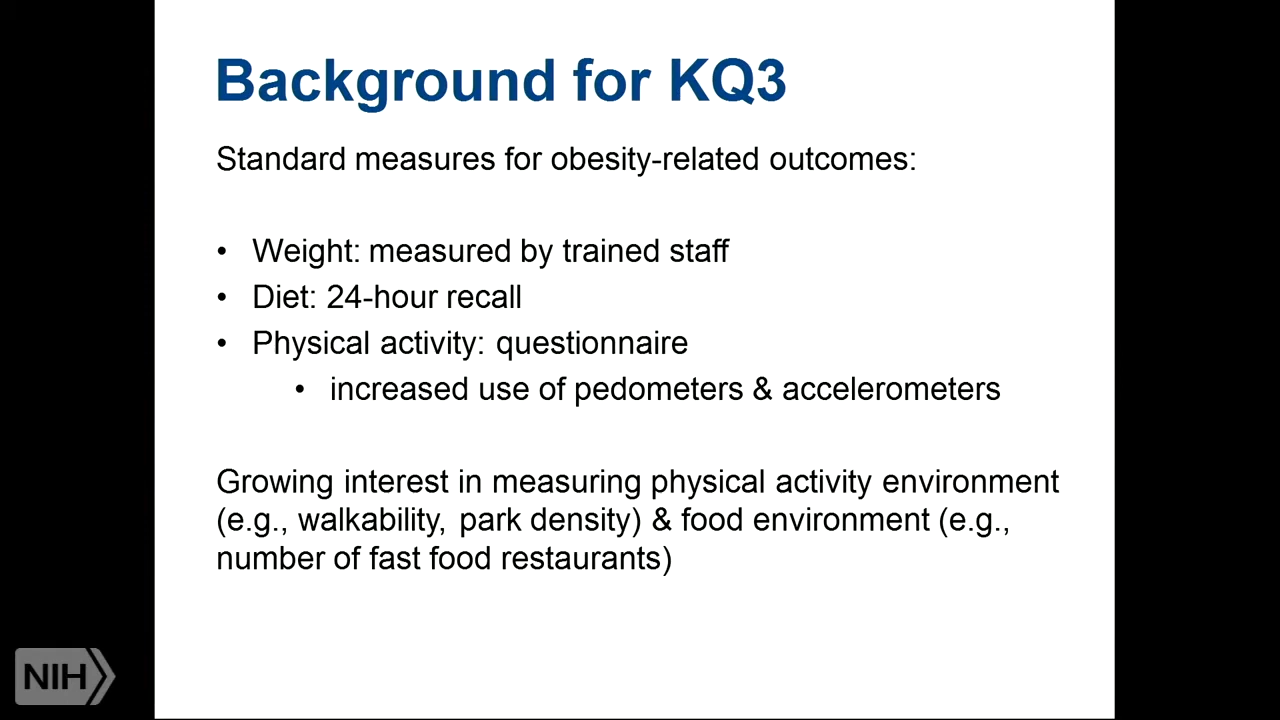 Background for KQ3
Standard measures for obesity-related outcomes:
• Weight: measured by trained staff
• Diet: 24-hour recall
• Physical activity: questionnaire
• increased use of pedometers & accelerometers
Growing interest in measuring physical activity environment
(e.g., walkability, park density) & food environment (e.g.,
number of fast food restaurants)
NIH